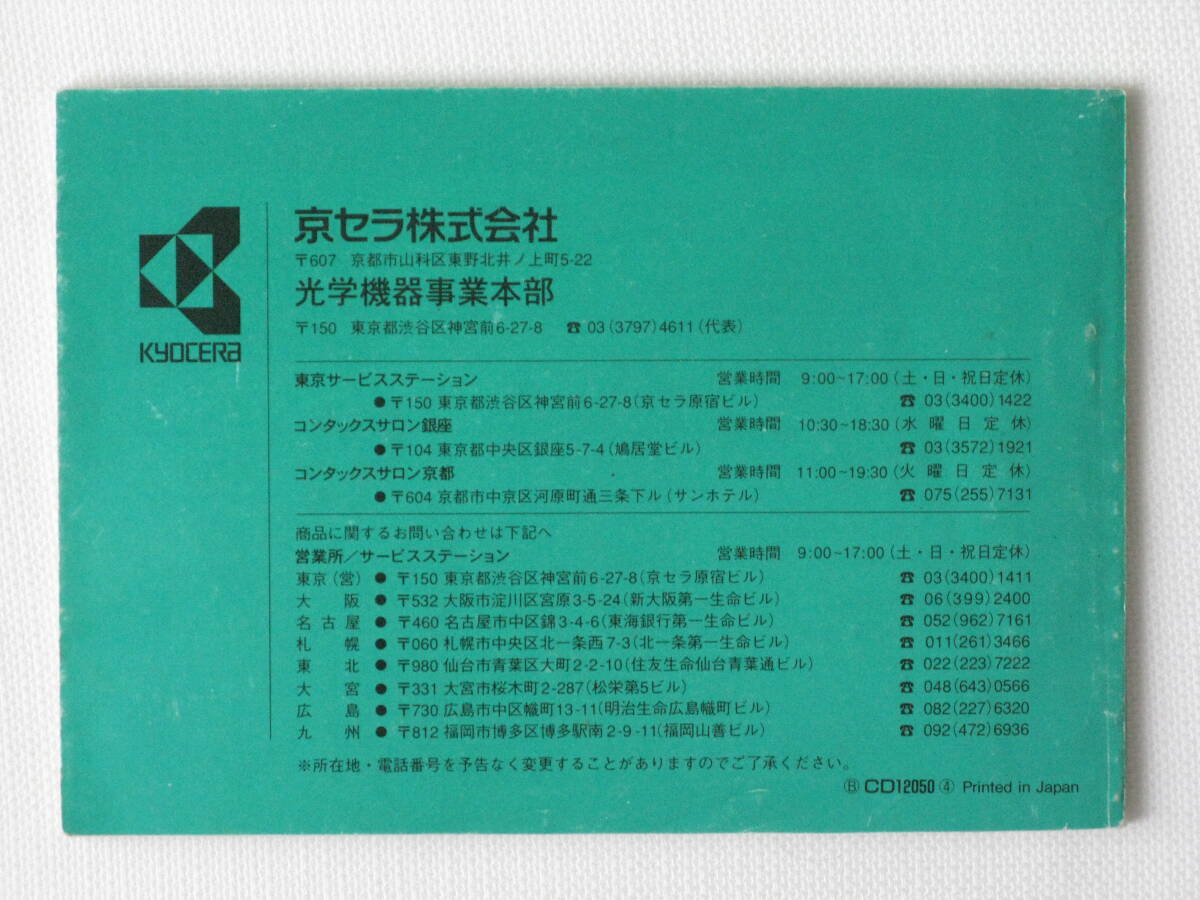 KYOCERA
京セラ株式会社
〒607 京都市山科区東野北井ノ上町5-22
光学機器事業本部
〒150 東京都渋谷区神宮前6-27-8 ☎ 03(3797)4611(代表)
東京サービスステーション 営業時間 9:00~17:00(土・日・祝日定休)
●〒150 東京都渋谷区神宮前6-27-8(京セラ原宿ビル) ☎ 03(3400)1422
コンタックスサロン銀座 営業時間 10:30~18:30(水曜日定休)
●〒104 東京都中央区銀座5-7-4(鳩居堂ビル) ☎ 03(3572)1921
コンタックスサロン京都 営業時間 11:00~19:30(火曜日定休)
●〒604 京都市中京区河原町通三条下ル(サンホテル) ☎ 075(255)7131
商品に関するお問い合わせは下記へ
営業所/サービスステーション 営業時間 9:00~17:00(土・日・祝日定休)
東京(営) ● 〒150 東京都渋谷区神宮前6-27-8(京セラ原宿ビル) ☎ 03(3400)1411
大阪 ● 〒532 大阪市淀川区宮原3-5-24(新大阪第一生命ビル) ☎ 06(399)2400
名古屋 ● 〒460 名古屋市中区錦3-4-6(東海銀行第一生命ビル) ☎ 052(962)7161
札幌 ● 〒060 札幌市中央区北一条西7-3(北一条第一生命ビル) ☎ 011(261)3466
東北 ● 〒980 仙台市青葉区大町2-2-10(住友生命仙台青葉通ビル) ☎ 022(223)7222
大宮 ● 〒331 大宮市桜木町2-287(松栄第5ビル) ☎ 048(643)0566
広島 ● 〒730 広島市中区幟町13-11(明治生命広島幟町ビル) ☎ 082(227)6320
九州 ● 〒812 福岡市博多区博多駅南2-9-11(福岡山善ビル) ☎ 092(472)6936
※所在地・電話番号を予告なく変更することがありますのでご了承ください。
Ⓑ CD12050 ④ Printed in Japan